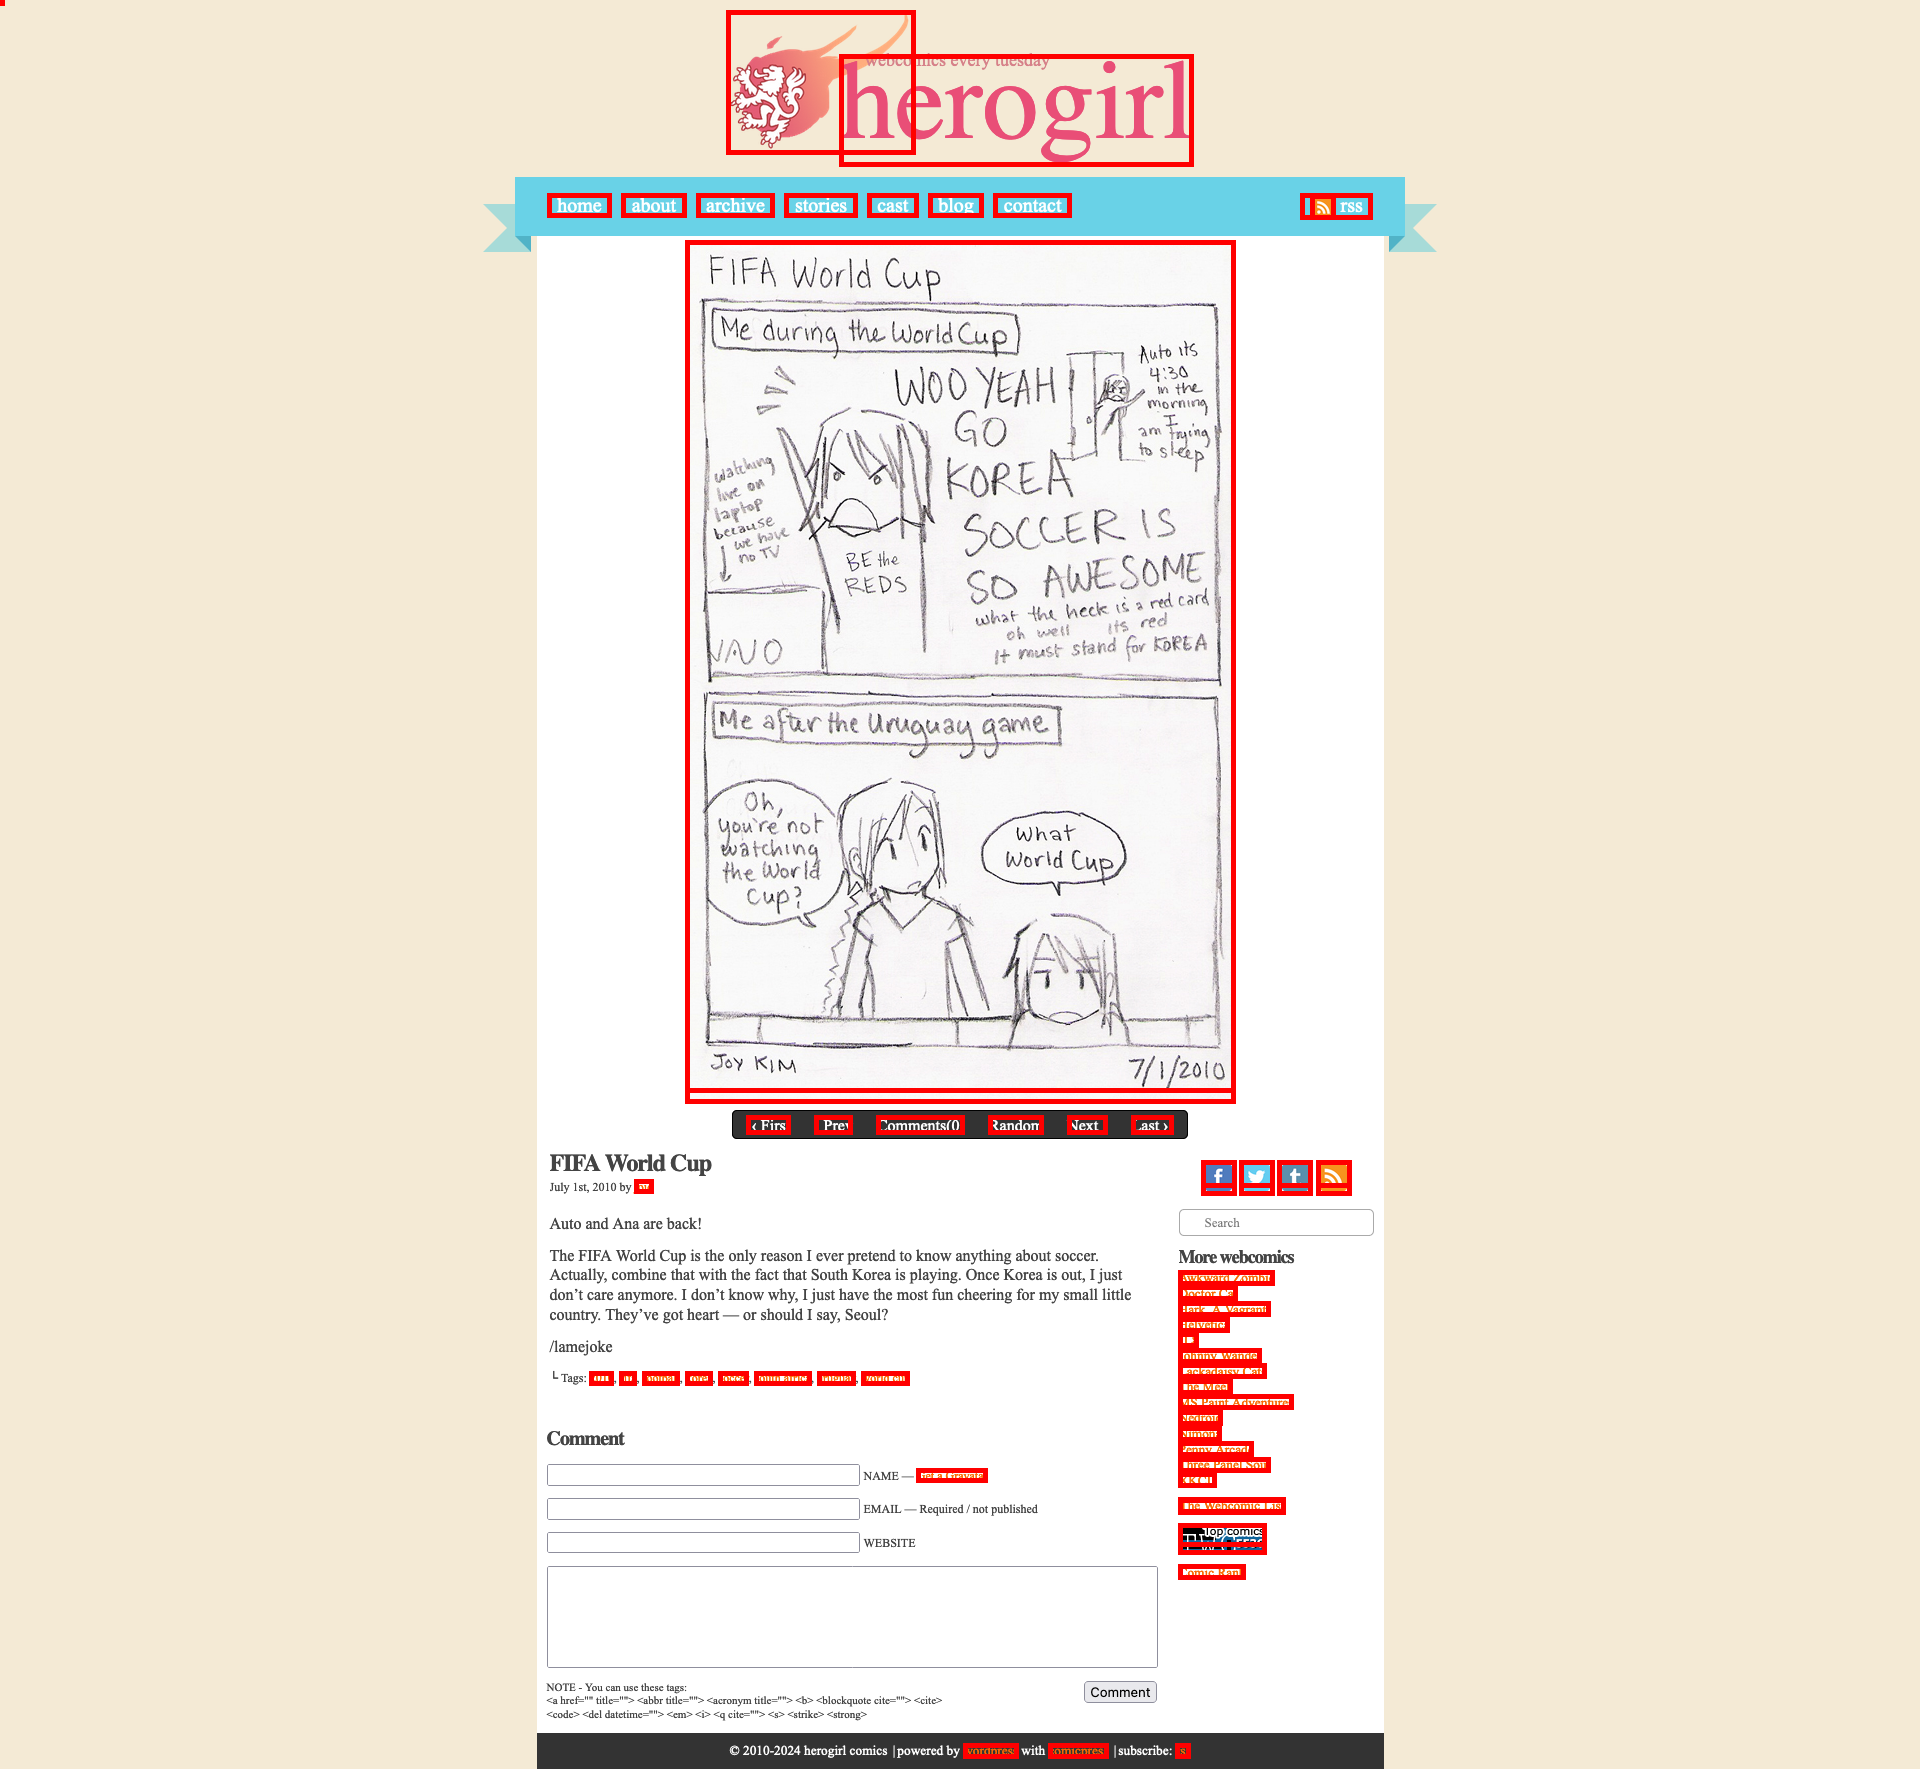 webcomics every tuesday
herogirl
home about archive stories cast blog contact rss
FIFA World Cup
Me during the World Cup
WOO YEAH
GO
KOREA
SOCCER IS
SO AWESOME
Auto its
4:30
in the
morning
I
am trying
to sleep
watching
live on
laptop
because
we have
no TV
BE the
REDS
what the heck is a red card
oh well its red
It must stand for KOREA
VAIO
Me after the Uruguay game
Oh,
you're not
watching
the World
Cup?
What
World Cup
JOY KIM 7/1/2010
‹ Firs Prev Comments(0 Random Next Last ›
FIFA World Cup
July 1st, 2010 by
Auto and Ana are back!
The FIFA World Cup is the only reason I ever pretend to know anything about soccer.
Actually, combine that with the fact that South Korea is playing. Once Korea is out, I just
don’t care anymore. I don’t know why, I just have the most fun cheering for my small little
country. They’ve got heart — or should I say, Seoul?
/lamejoke
└ Tags: , , , , , south africa, uruguay, world cup
Comment
NAME — Get a Gravatar
EMAIL — Required / not published
WEBSITE
NOTE - You can use these tags:
<a href="" title=""> <abbr title=""> <acronym title=""> <b> <blockquote cite=""> <cite>
<code> <del datetime=""> <em> <i> <q cite=""> <s> <strike> <strong>
Comment
Search
More webcomics
Awkward Zombie
Doctor Cat
Hark, A Vagrant
Helvetica
Johnny Wander
Lackadaisy Cats
The Meek
MS Paint Adventures
Nedroid
Nimona
Penny Arcade
Three Panel Soul
XKCD
The Webcomic List
Top comics
Comic Rank
© 2010-2024 herogirl comics | powered by wordpress with comicpress | subscribe: